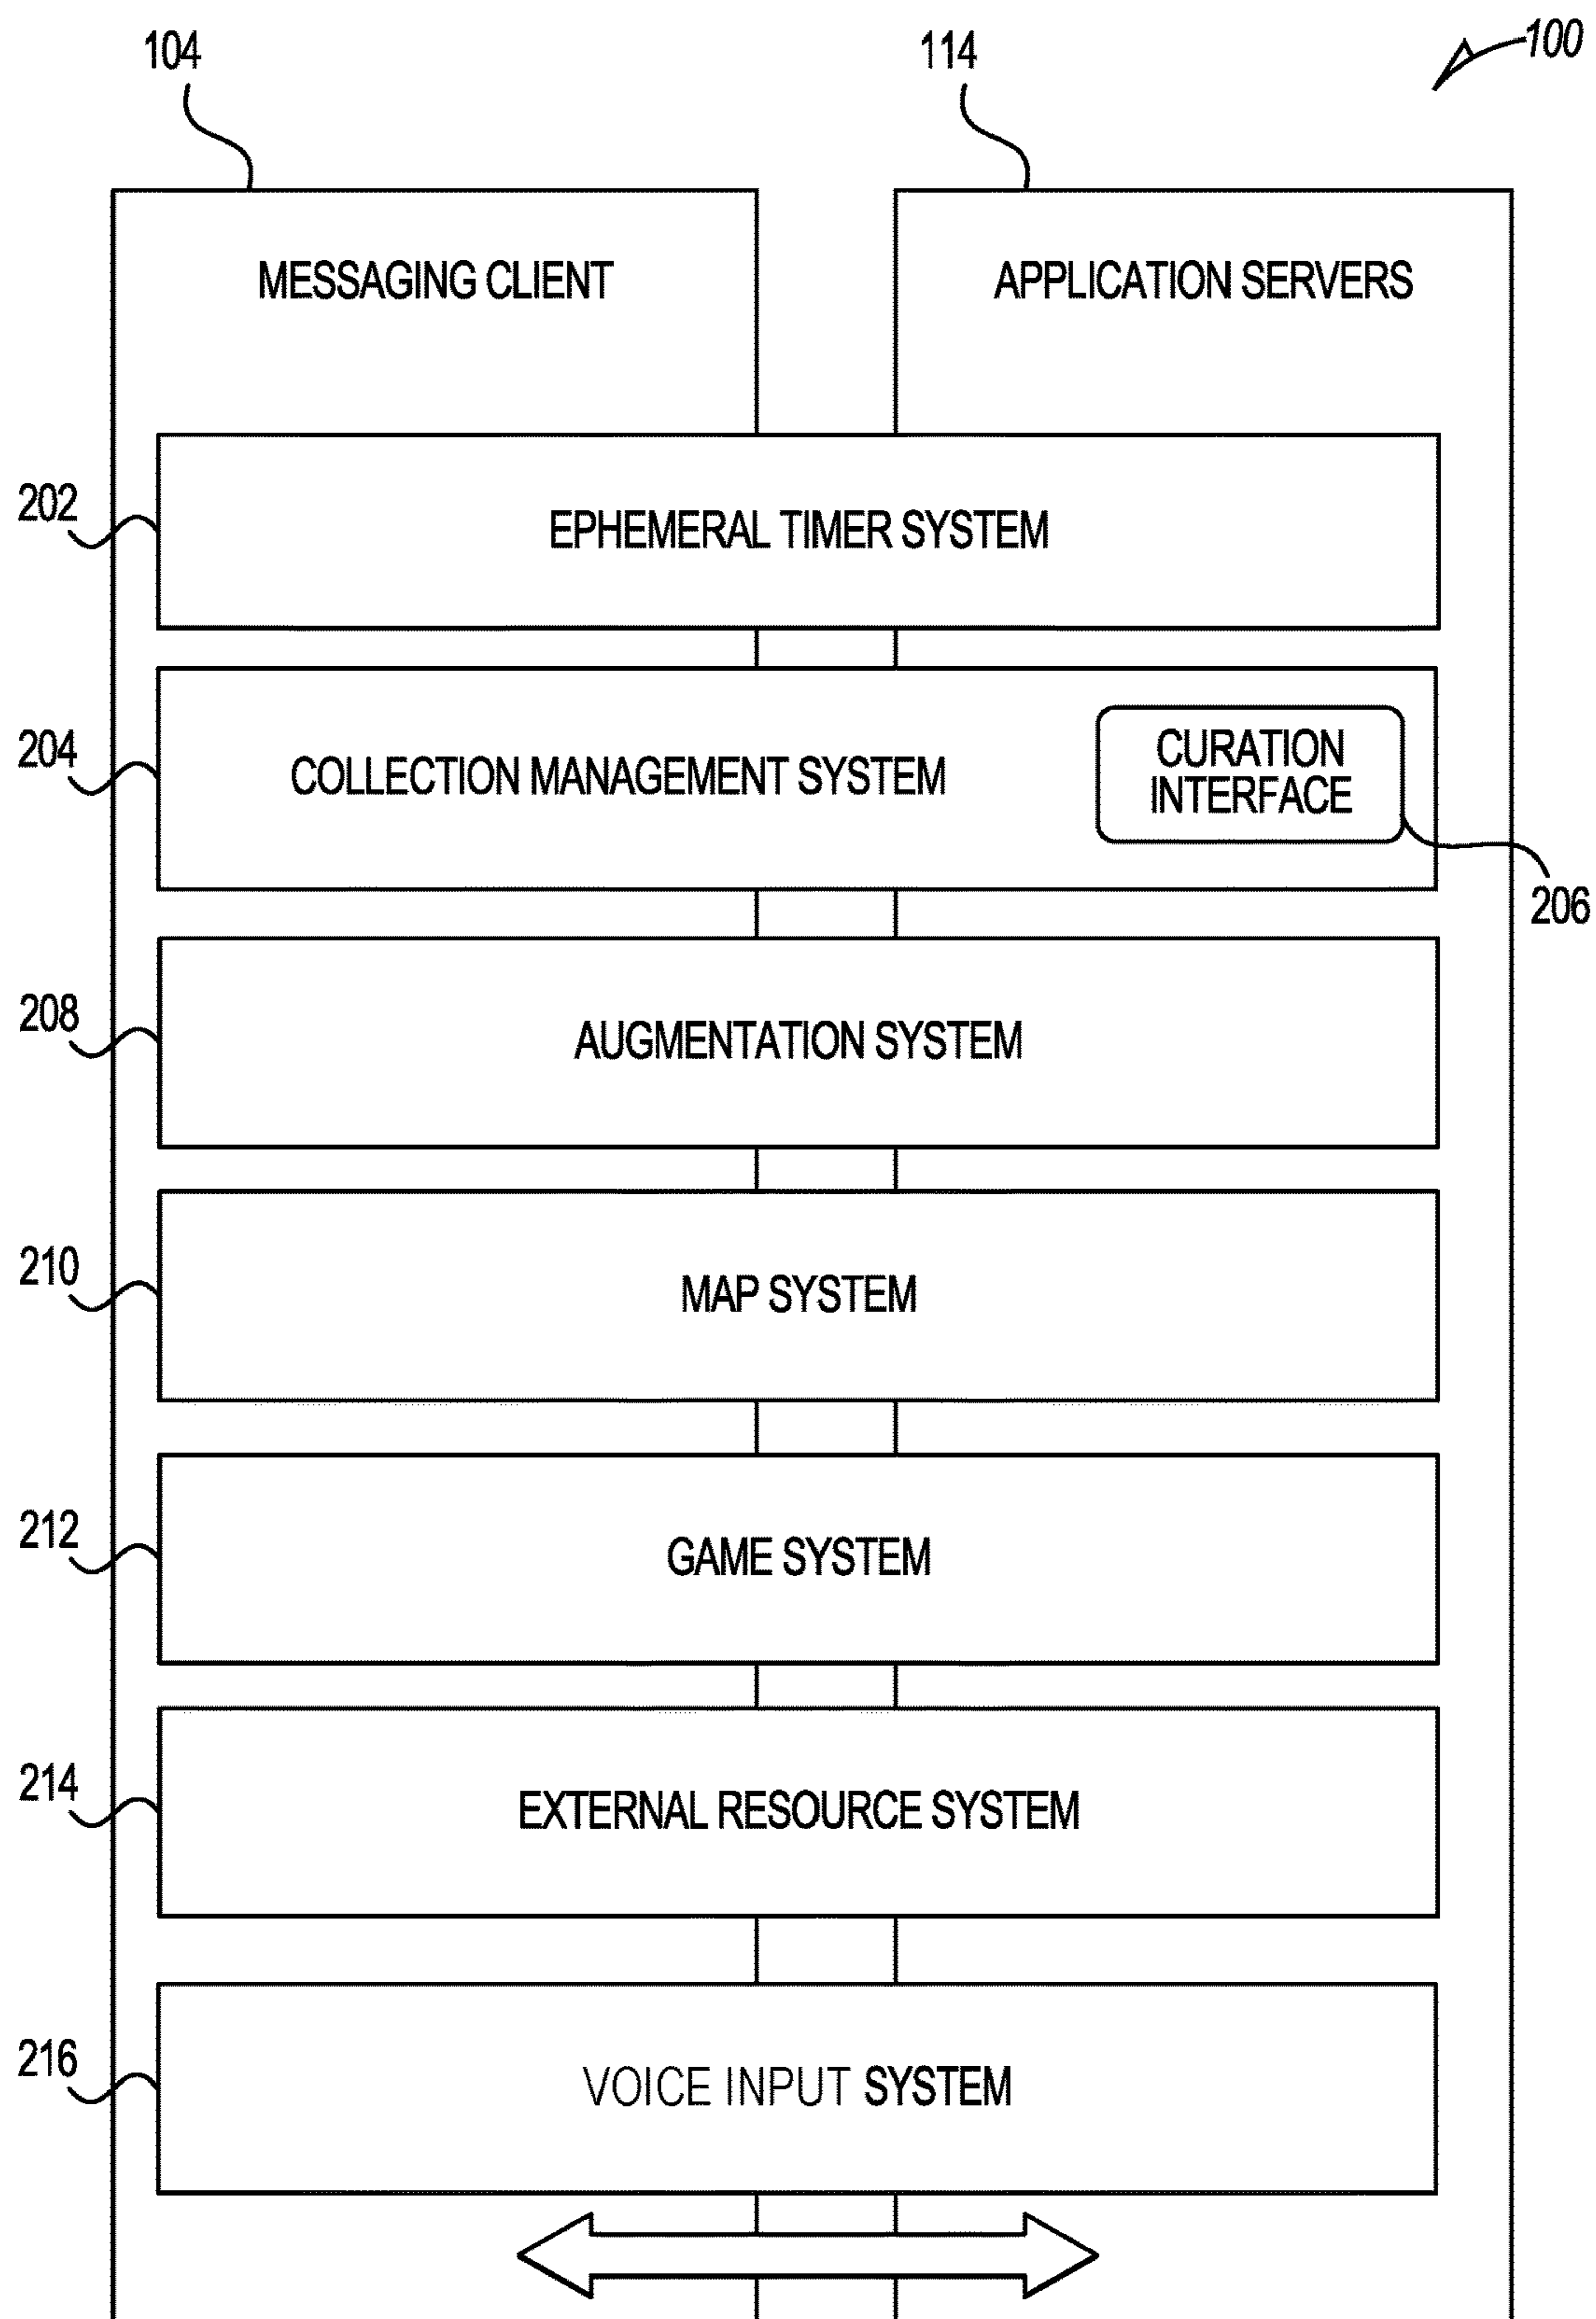 104
114
100
MESSAGING CLIENT
APPLICATION SERVERS
202
EPHEMERAL TIMER SYSTEM
204
COLLECTION MANAGEMENT SYSTEM
CURATION
INTERFACE
206
208
AUGMENTATION SYSTEM
210
MAP SYSTEM
212
GAME SYSTEM
214
EXTERNAL RESOURCE SYSTEM
216
VOICE INPUT SYSTEM